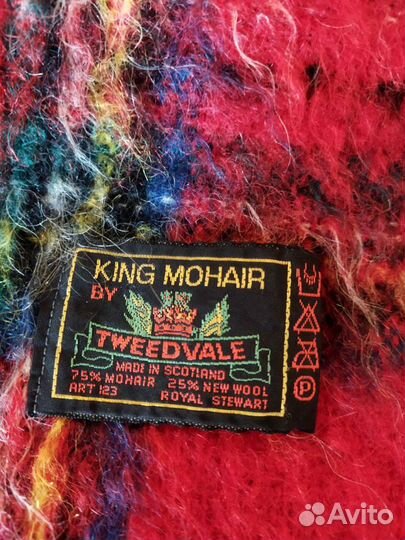 KING MOHAIR
BY
TWEEDVALE
MADE IN SCOTLAND
75% MOHAIR 25% NEW WOOL
ART 123 ROYAL STEWART
P
Avito